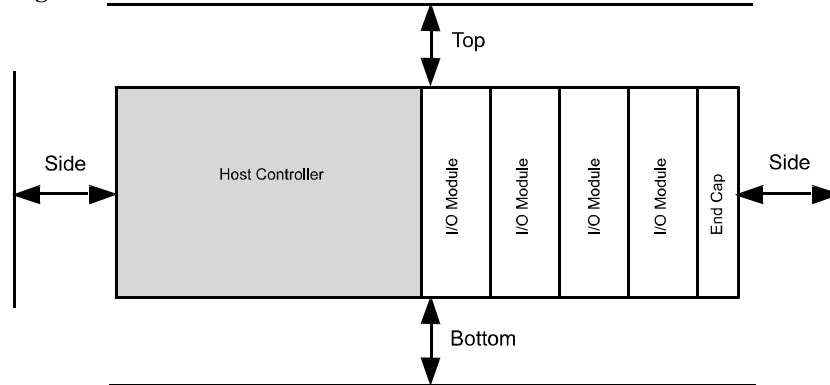 Top
Side
Host Controller
I/O Module
I/O Module
I/O Module
I/O Module
End Cap
Side
Bottom